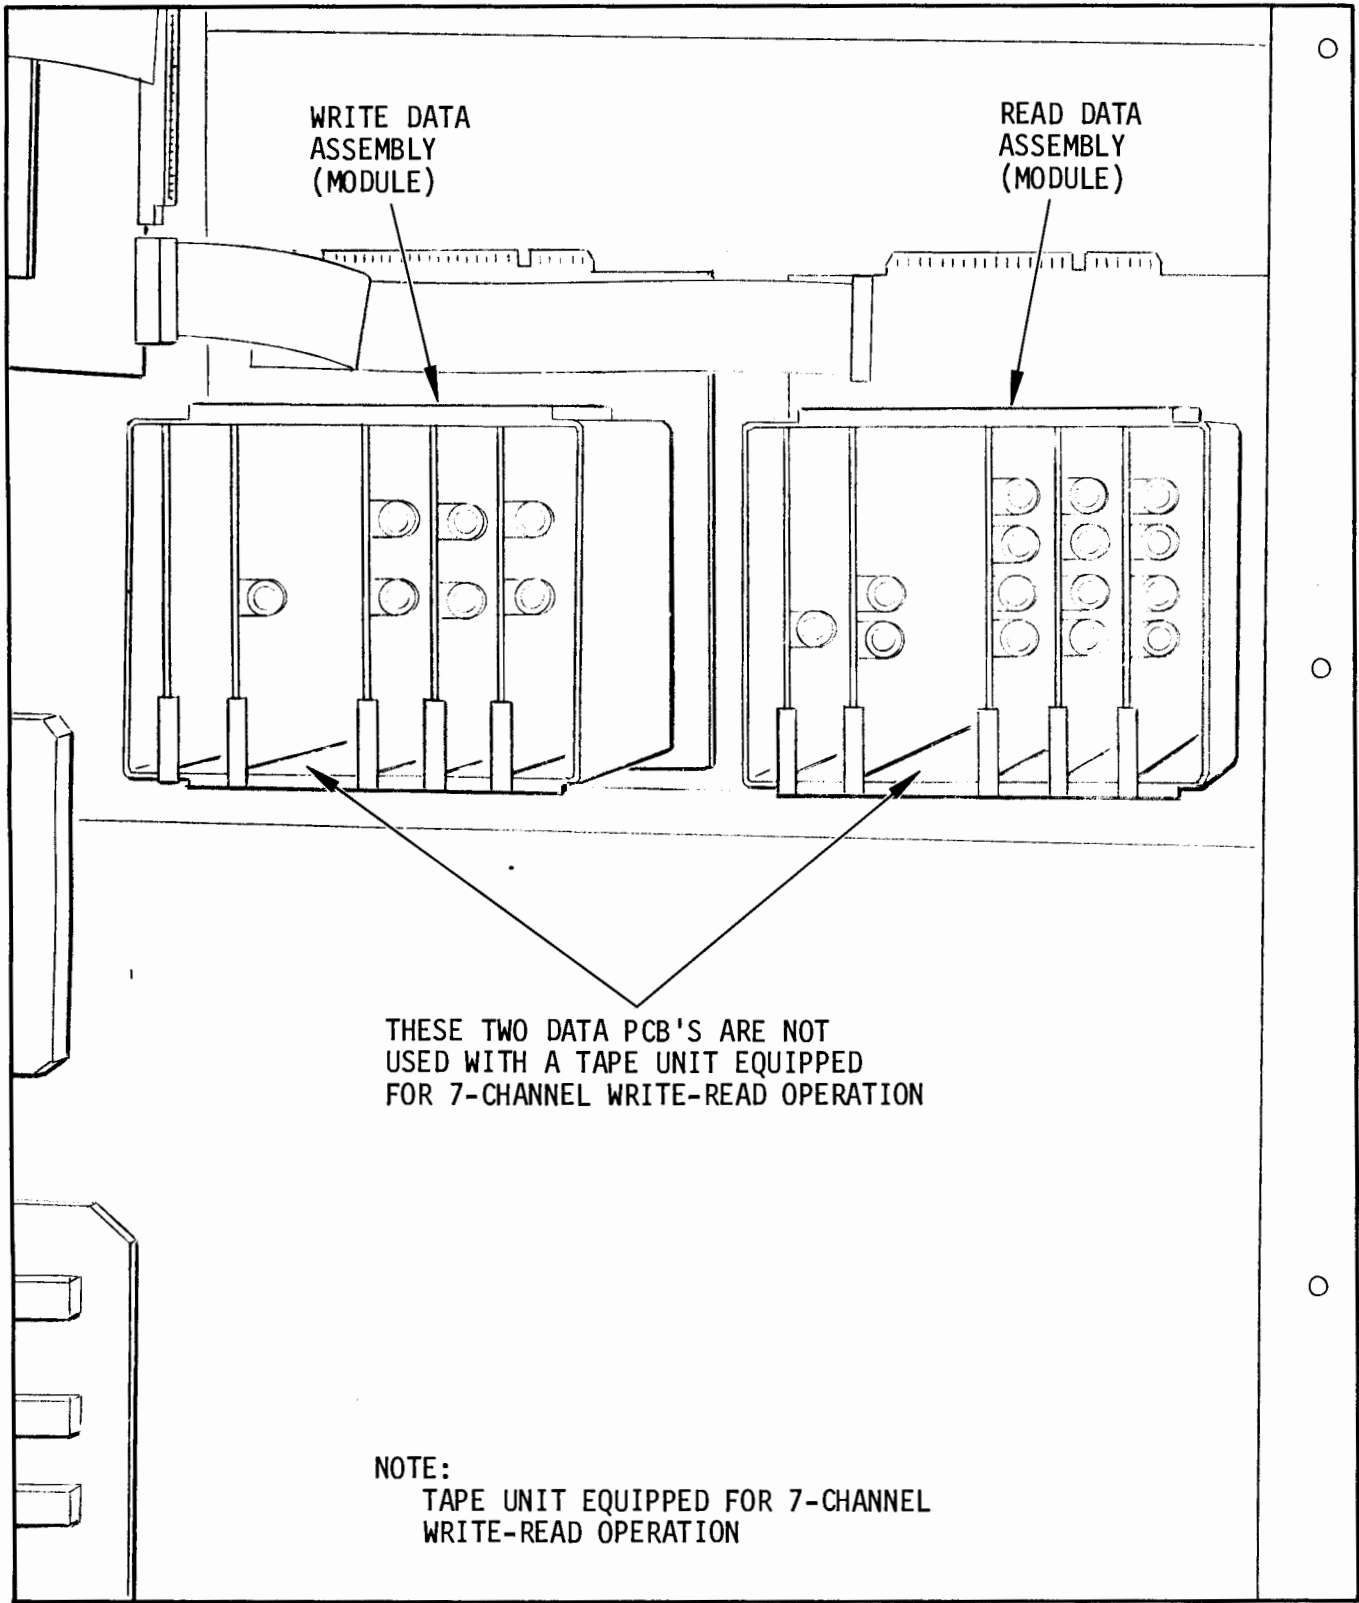 WRITE DATA
ASSEMBLY
(MODULE)
READ DATA
ASSEMBLY
(MODULE)
THESE TWO DATA PCB'S ARE NOT
USED WITH A TAPE UNIT EQUIPPED
FOR 7-CHANNEL WRITE-READ OPERATION
NOTE:
TAPE UNIT EQUIPPED FOR 7-CHANNEL
WRITE-READ OPERATION